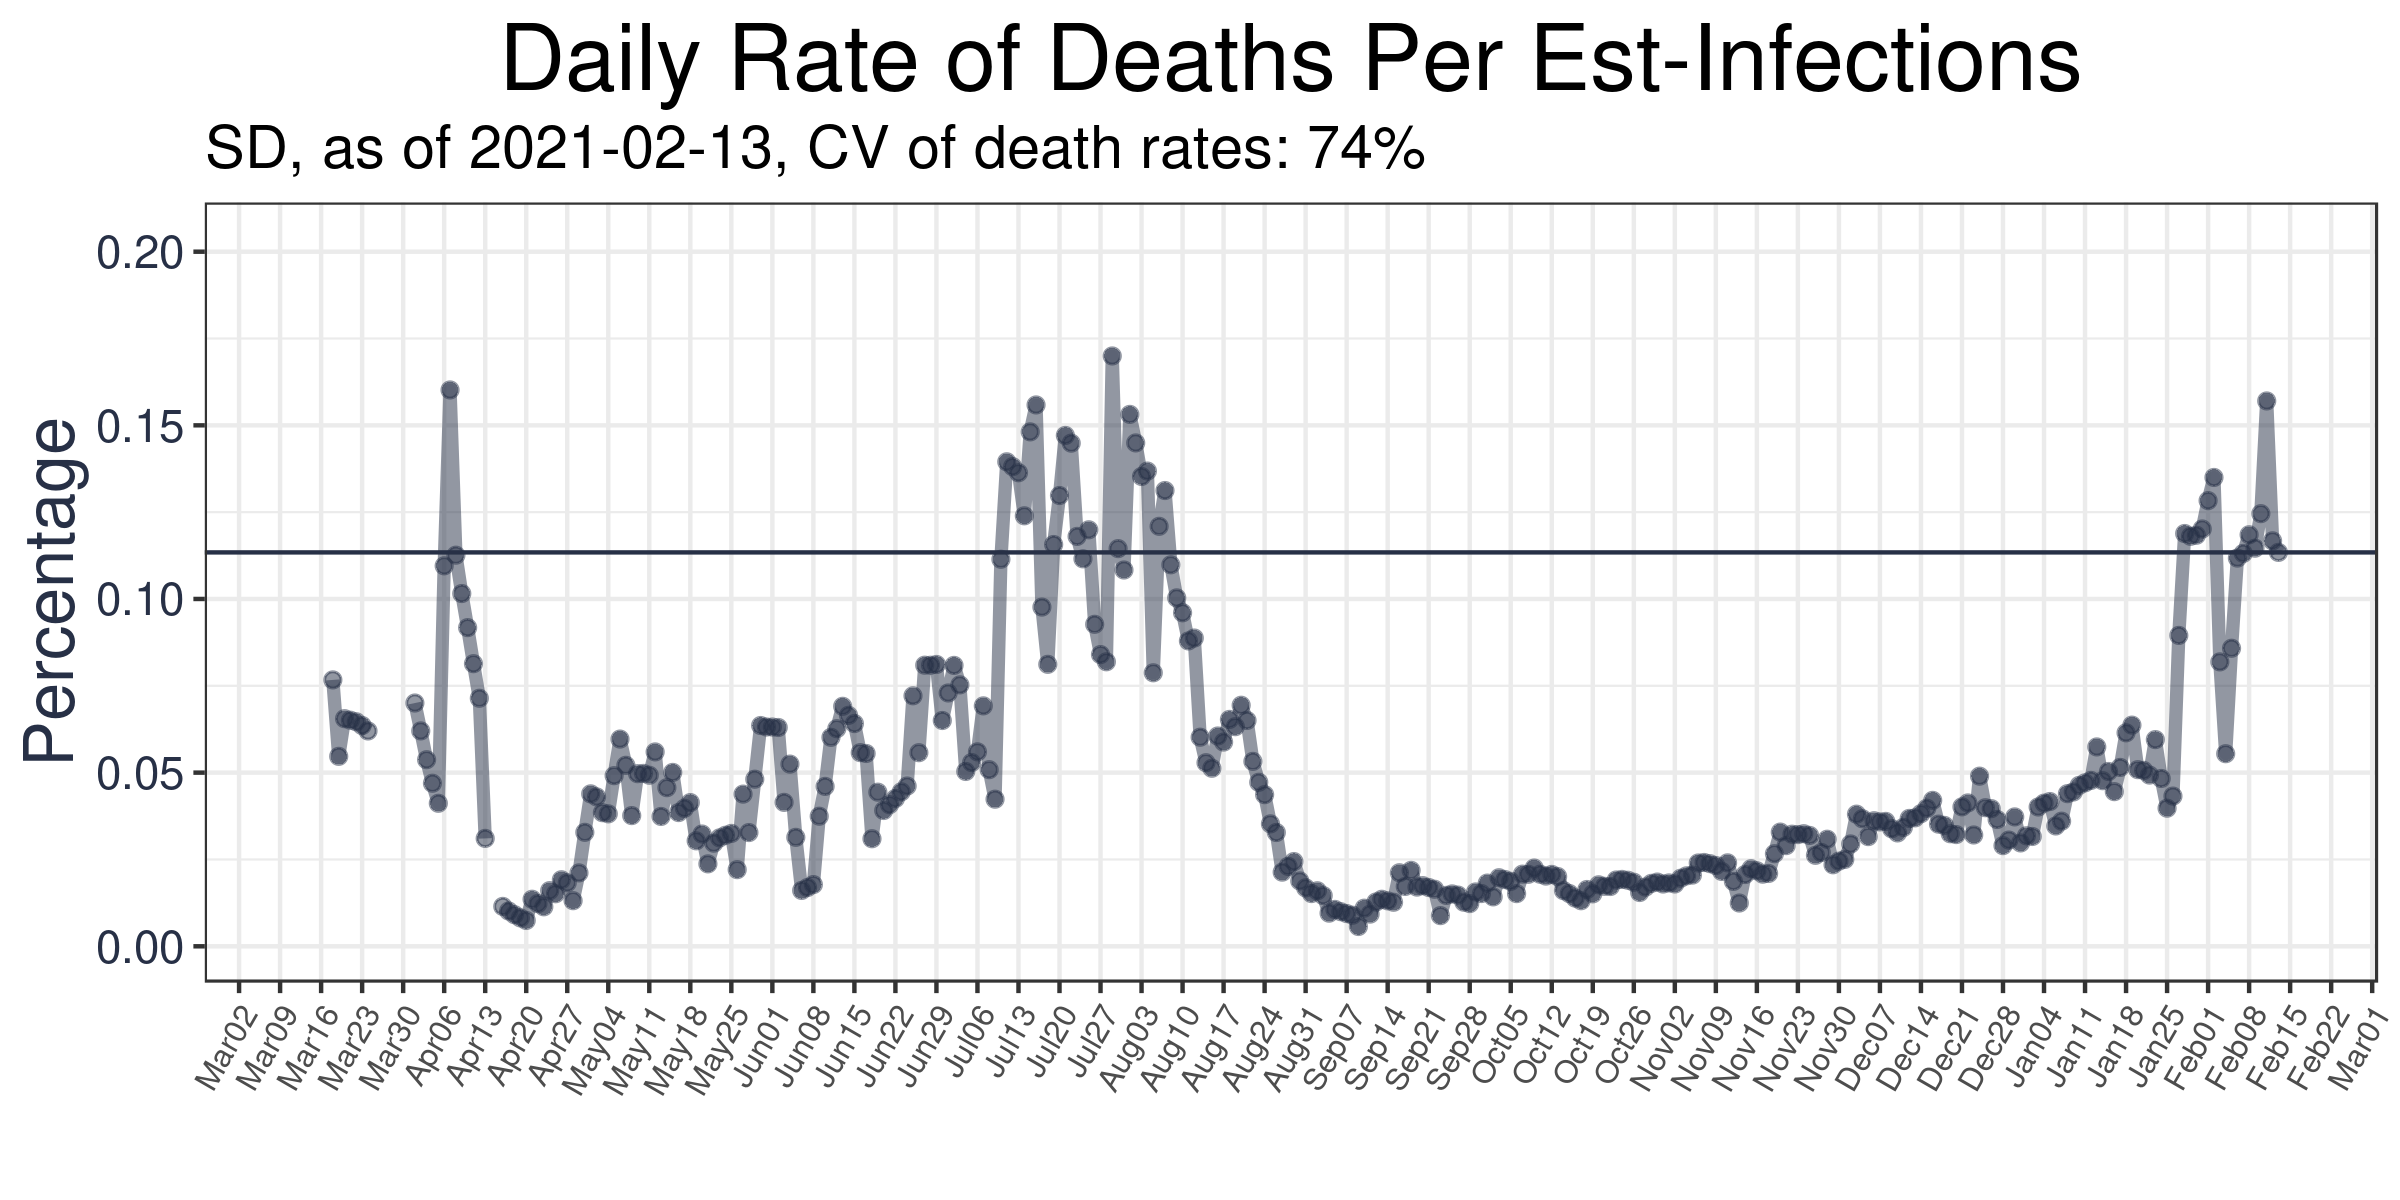 Daily Rate of Deaths Per Est-Infections
SD, as of 2021-02-13, CV of death rates: 74%
Percentage
0.20
0.15
0.10
0.05
0.00
Mar02
Mar09
Mar16
Mar23
Mar30
Apr06
Apr13
Apr20
Apr27
May04
May11
May18
May25
Jun01
Jun08
Jun15
Jun22
Jun29
Jul06
Jul13
Jul20
Jul27
Aug03
Aug10
Aug17
Aug24
Aug31
Sep07
Sep14
Sep21
Sep28
Oct05
Oct12
Oct19
Oct26
Nov02
Nov09
Nov16
Nov23
Nov30
Dec07
Dec14
Dec21
Dec28
Jan04
Jan11
Jan18
Jan25
Feb01
Feb08
Feb15
Feb22
Mar01